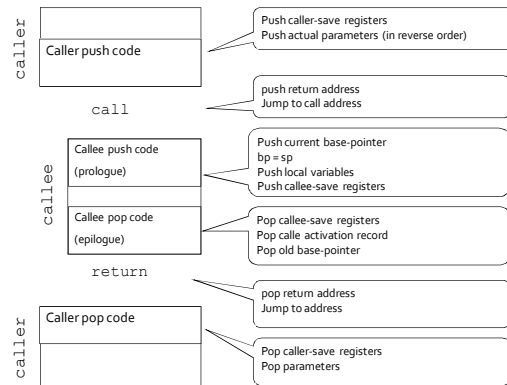 caller
Caller push code
Push caller-save registers
Push actual parameters (in reverse order)
call
push return address
Jump to call address
callee
Callee push code
(prologue)
Push current base-pointer
bp = sp
Push local variables
Push callee-save registers
Callee pop code
(epilogue)
Pop callee-save registers
Pop calle activation record
Pop old base-pointer
return
pop return address
Jump to address
caller
Caller pop code
Pop caller-save registers
Pop parameters